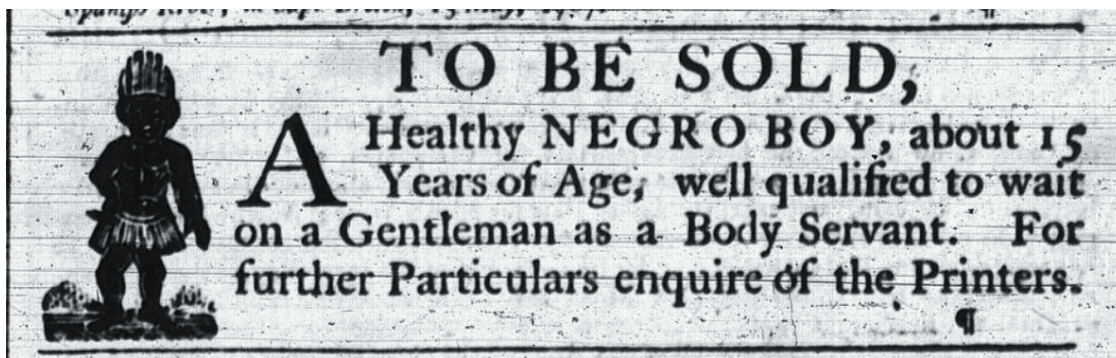 TO BE SOLD,
A Healthy NEGRO BOY, about 15
Years of Age, well qualified to wait
on a Gentleman as a Body Servant. For
further Particulars enquire of the Printers.
¶